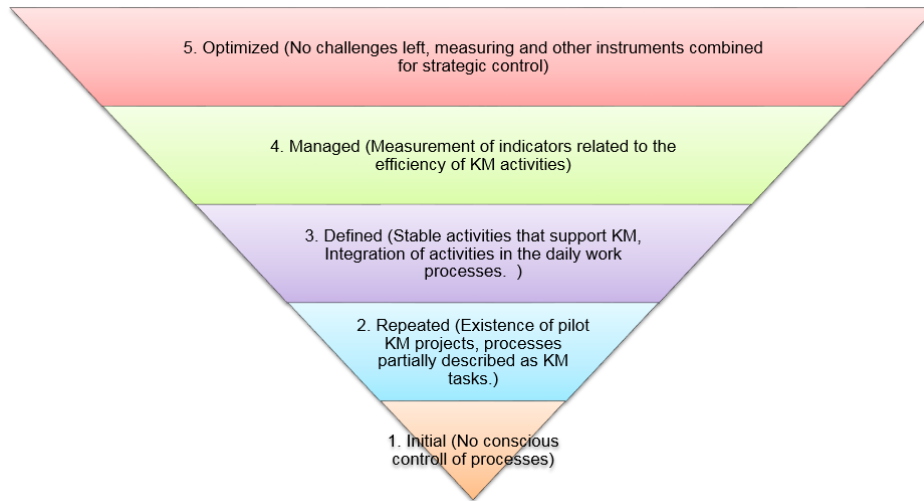 5. Optimized (No challenges left, measuring and other instruments combined
for strategic control)
4. Managed (Measurement of indicators related to the
efficiency of KM activities)
3. Defined (Stable activities that support KM,
Integration of activities in the daily work
processes.  )
2. Repeated (Existence of pilot
KM projects, processes
partially described as KM
tasks.)
1. Initial (No conscious
controll of processes)